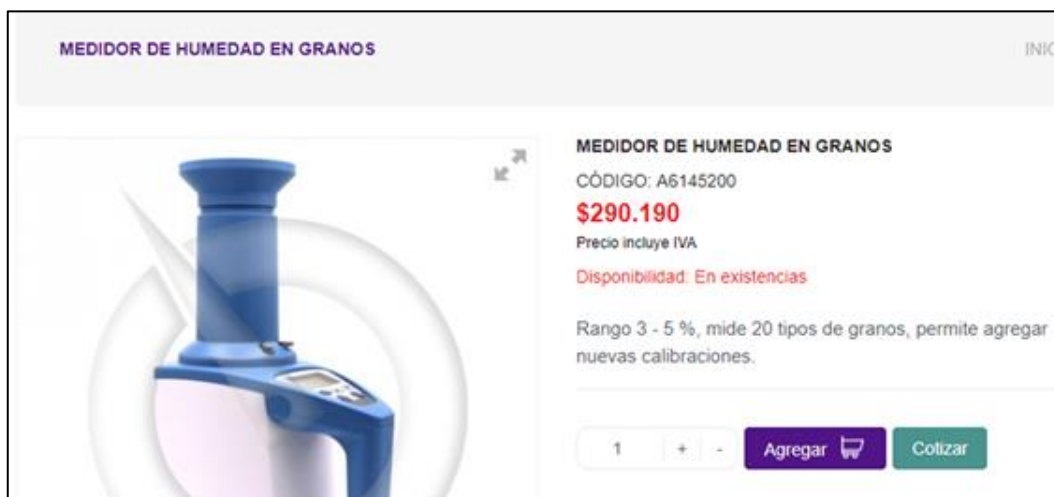 MEDIDOR DE HUMEDAD EN GRANOS
MEDIDOR DE HUMEDAD EN GRANOS
CÒDIGO: A6145200
$290.190
Precio incluye IVA
Disponibilidad: En existencias
Rango 3 - 5 %, mide 20 tipos de granos, permite agregar
nuevas calibraciones.
1 + - Agregar Cotizar